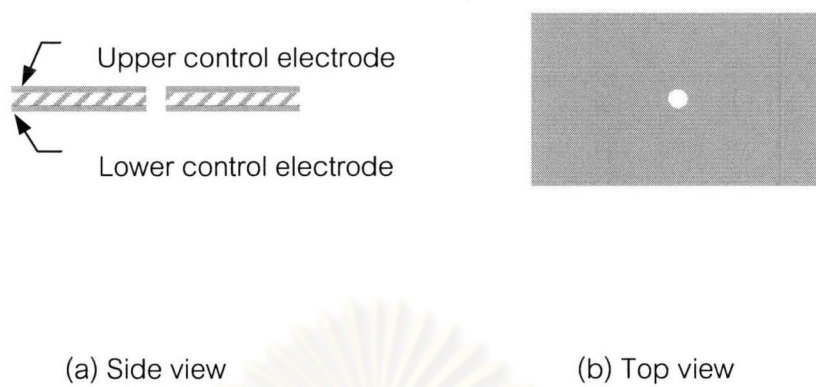 Upper control electrode
Lower control electrode
(a) Side view
(b) Top view